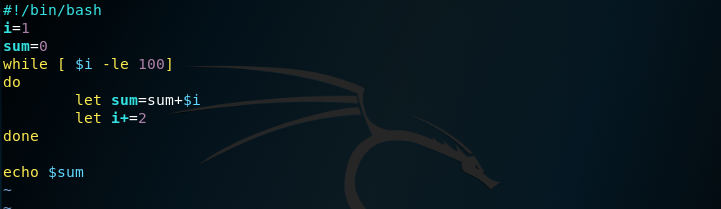 #!/bin/bash
i=1
sum=0
while [ $i -le 100]
do
        let sum=sum+$i
        let i+=2
done

echo $sum
~
~